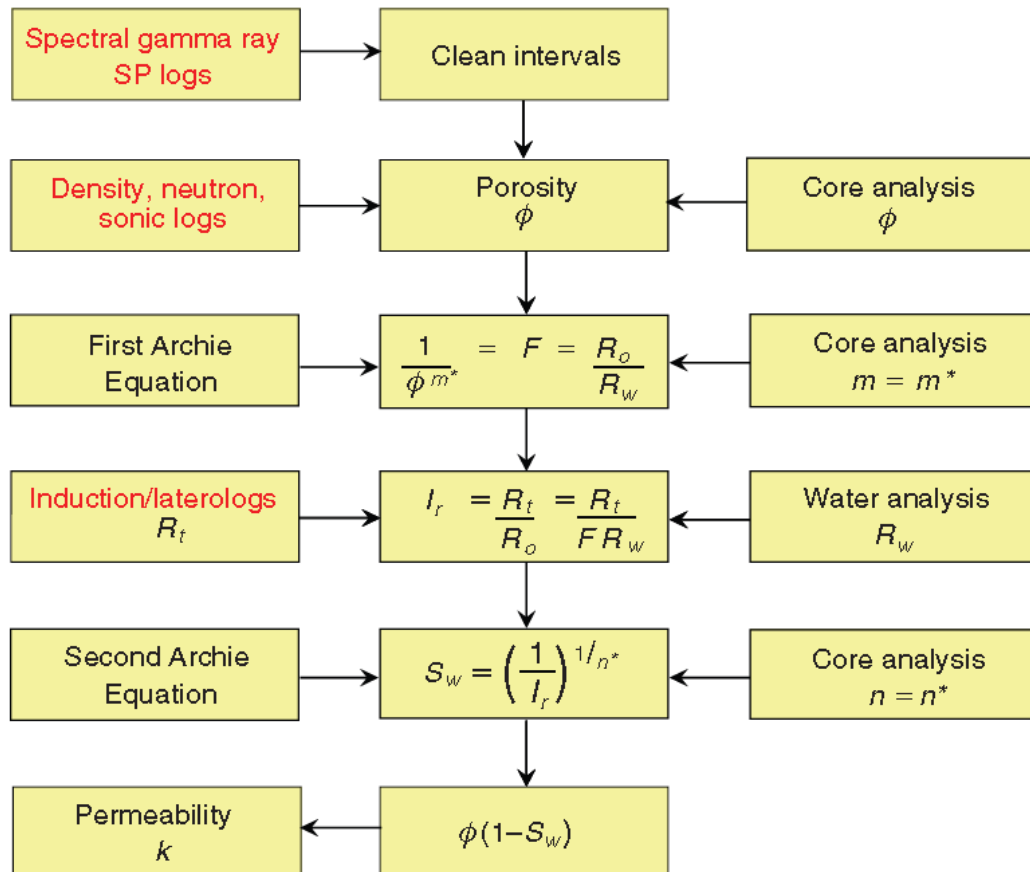 Spectral gamma ray
SP logs
Clean intervals
Density, neutron,
sonic logs
Porosity
ϕ
Core analysis
ϕ
First Archie
Equation
1/ϕ^m* = F = R_o/R_w
Core analysis
m = m*
Induction/laterologs
R_t
I_r = R_t/R_o = R_t/F R_w
Water analysis
R_w
Second Archie
Equation
S_w = (1/I_r)^1/n*
Core analysis
n = n*
Permeability
k
ϕ(1–S_w)